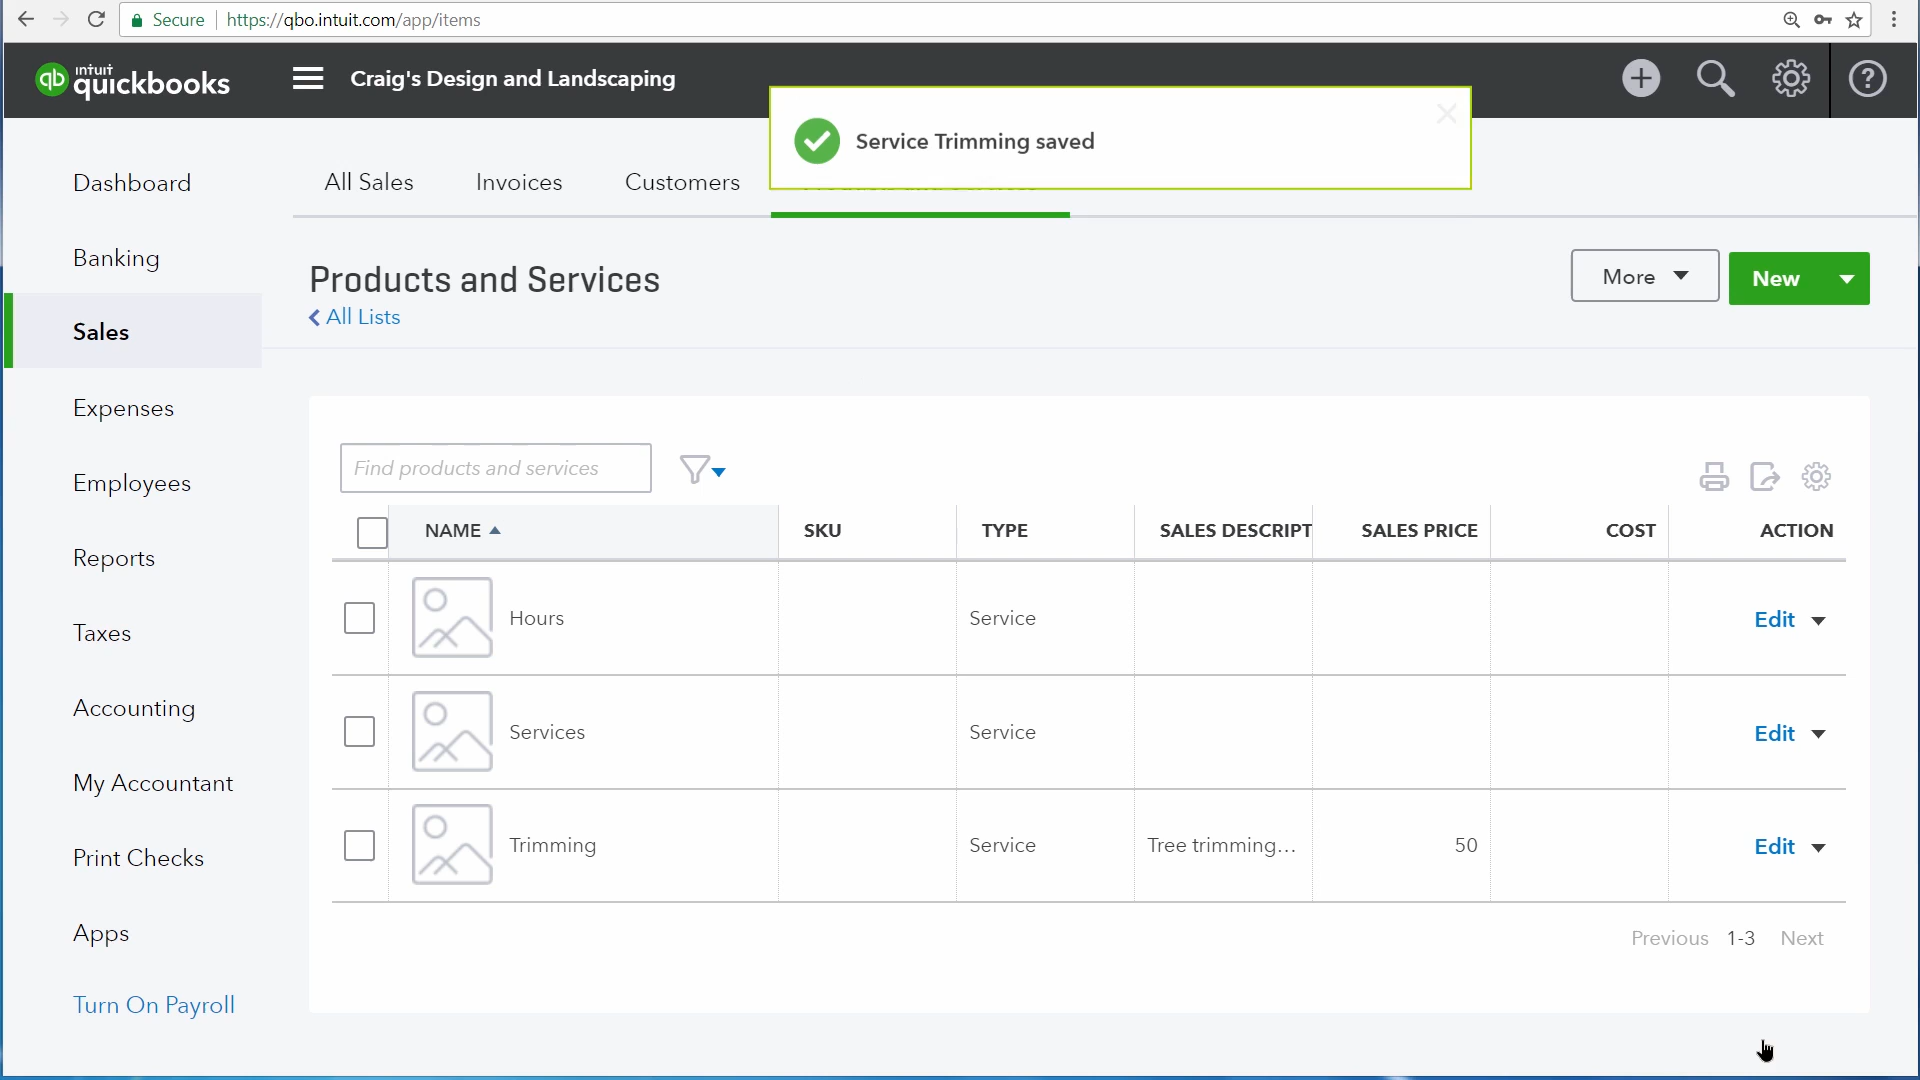 Secure https://qbo.intuit.com/app/items
intuit quickbooks
Craig's Design and Landscaping
Service Trimming saved
All Sales Invoices Customers
Dashboard
Banking
Sales
Expenses
Employees
Reports
Taxes
Accounting
My Accountant
Print Checks
Apps
Turn On Payroll
Products and Services
More New
All Lists
Find products and services
NAME SKU TYPE SALES DESCRIPT SALES PRICE COST ACTION
Hours Service Edit
Services Service Edit
Trimming Service Tree trimming... 50 Edit
Previous 1-3 Next